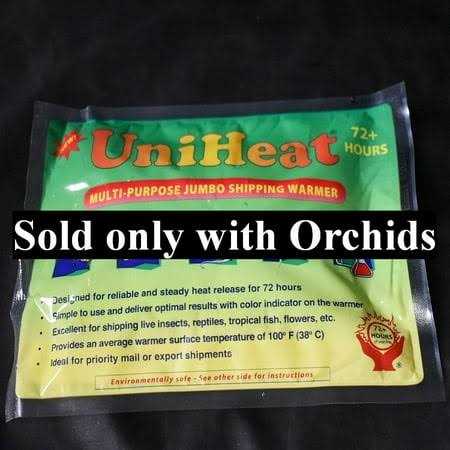 NEW!
UniHeat
72+
HOURS
MULTI-PURPOSE JUMBO SHIPPING WARMER
Sold only with Orchids
Designed for reliable and steady heat release for 72 hours
Simple to use and deliver optimal results with color indicator on the warmer
Excellent for shipping live insects, reptiles, tropical fish, flowers, etc.
Provides an average warmer surface temperature of 100° F (38° C)
Ideal for priority mail or export shipments
72+
HOURS
®
Environmentally safe - See other side for instructions